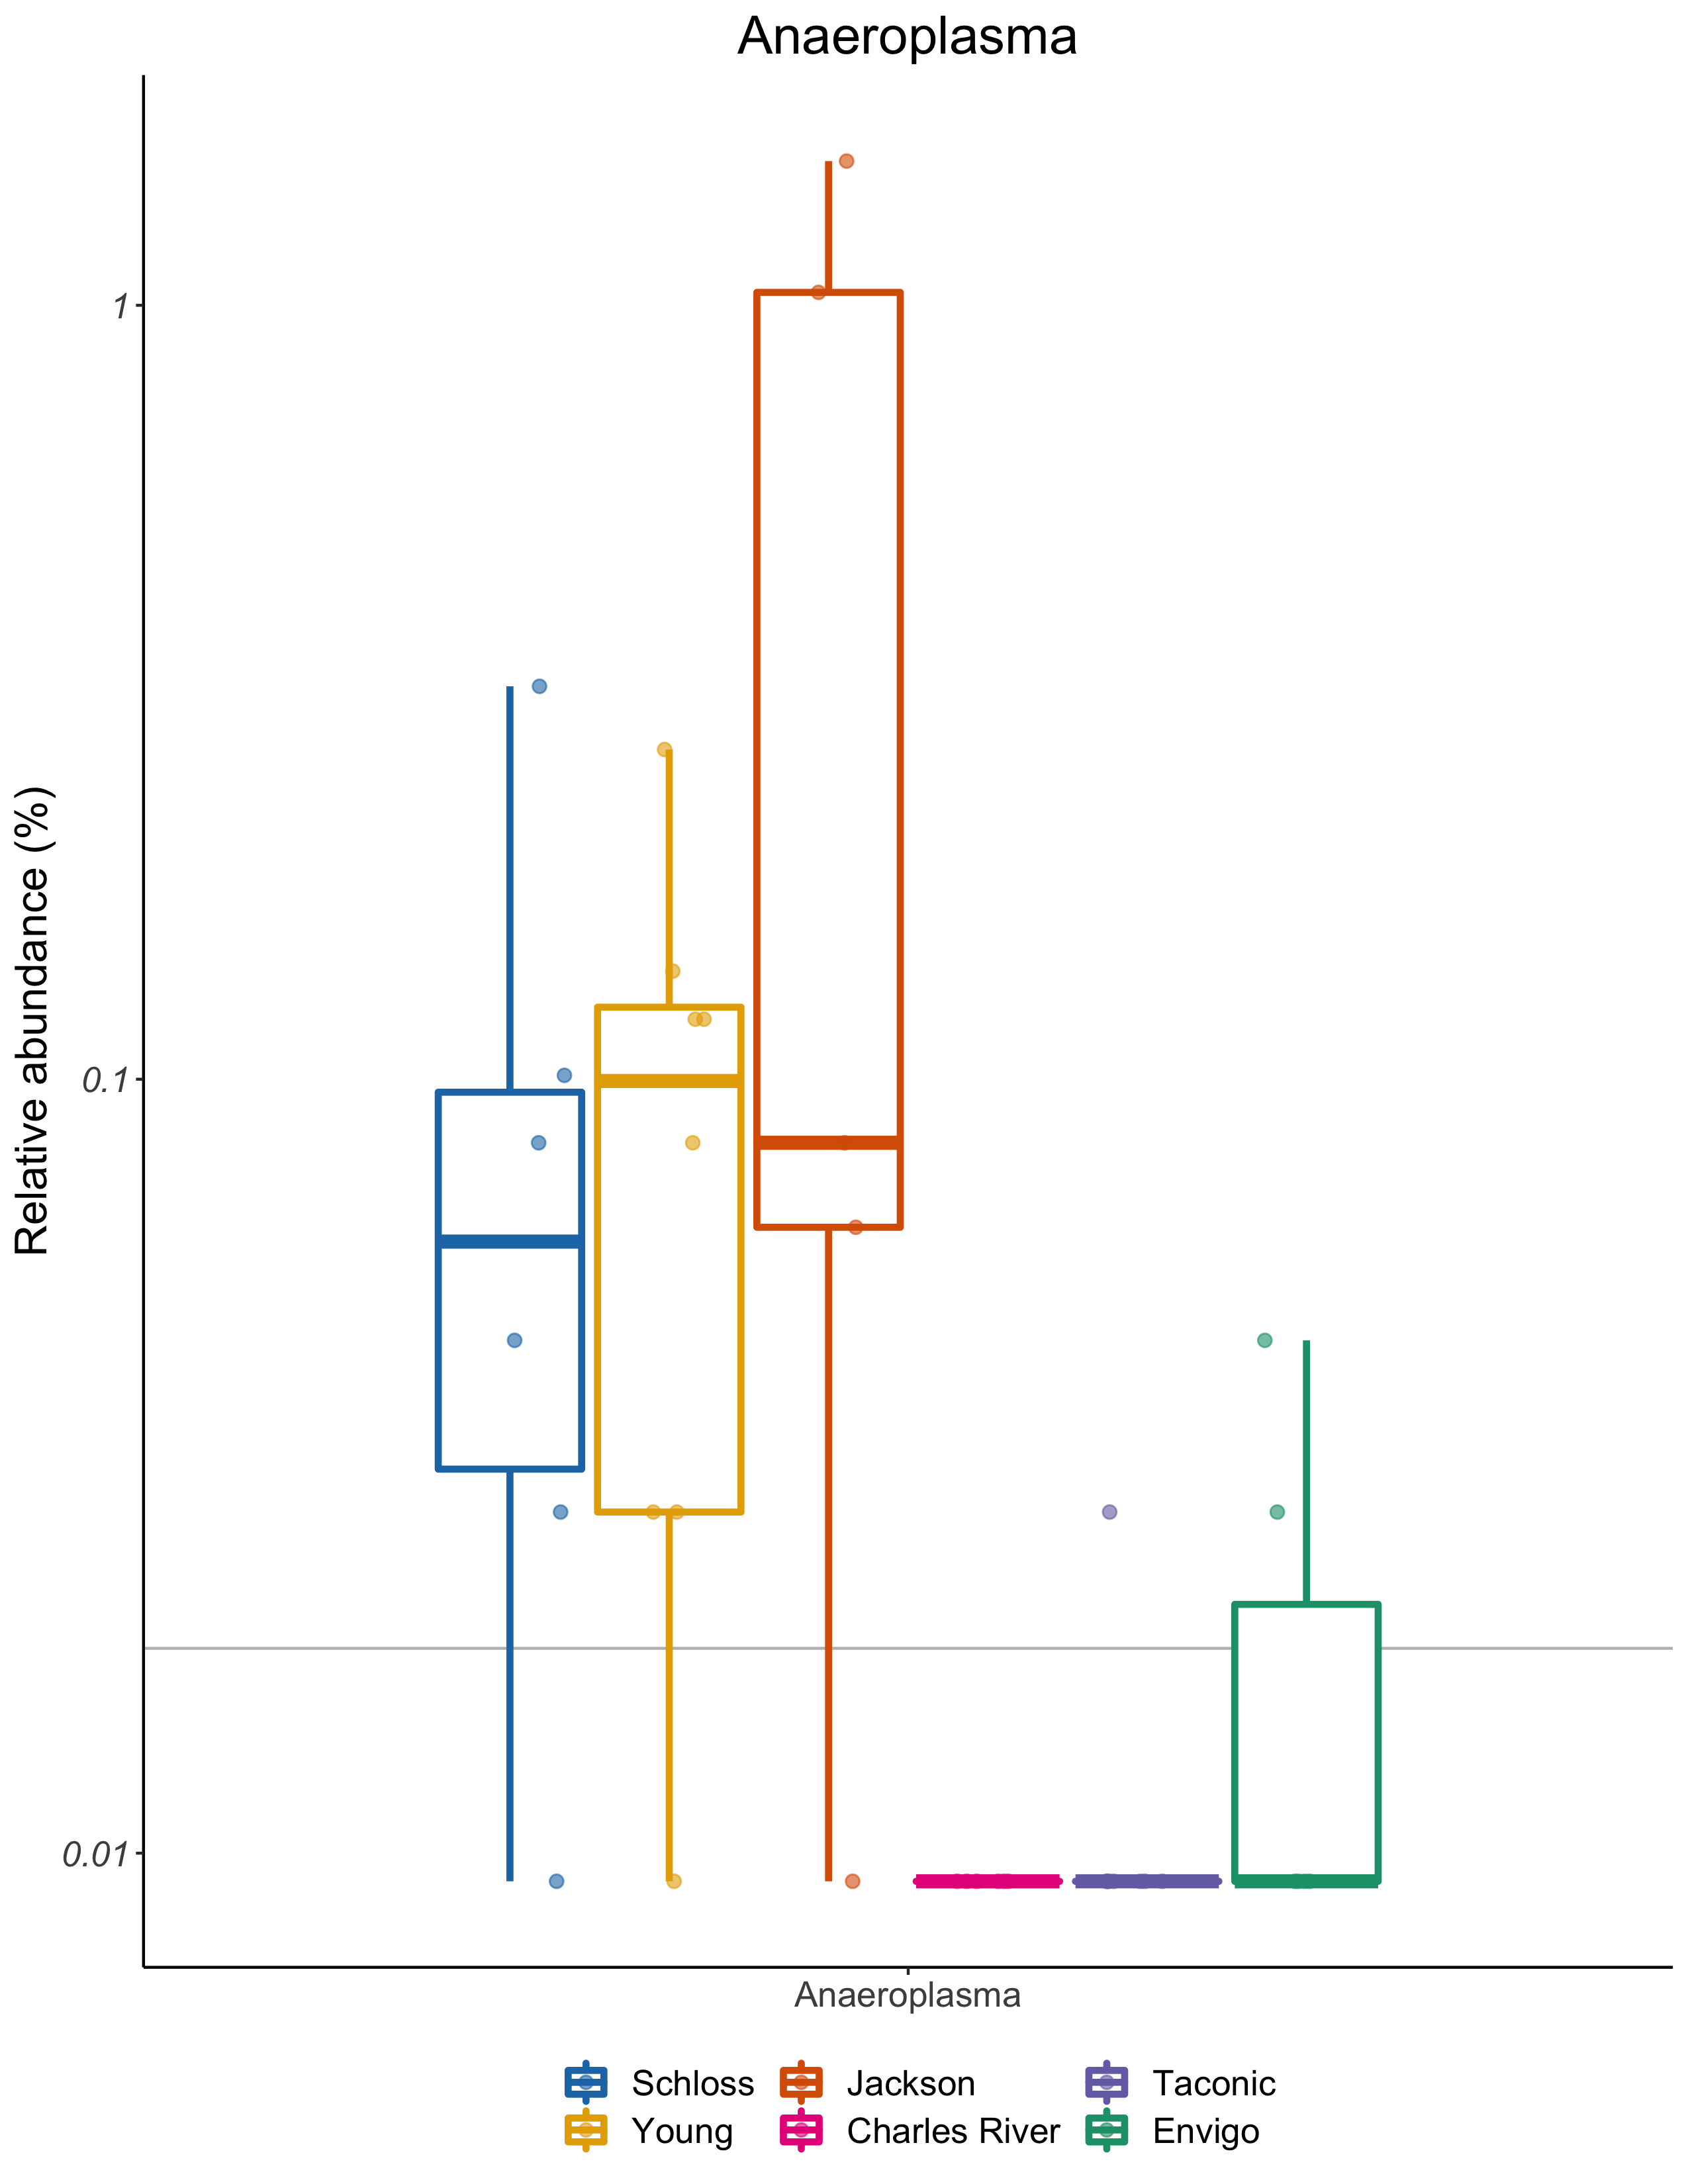 Anaeroplasma
Relative abundance (%)
1
0.1
0.01
Anaeroplasma
Schloss
Jackson
Taconic
Young
Charles River
Envigo